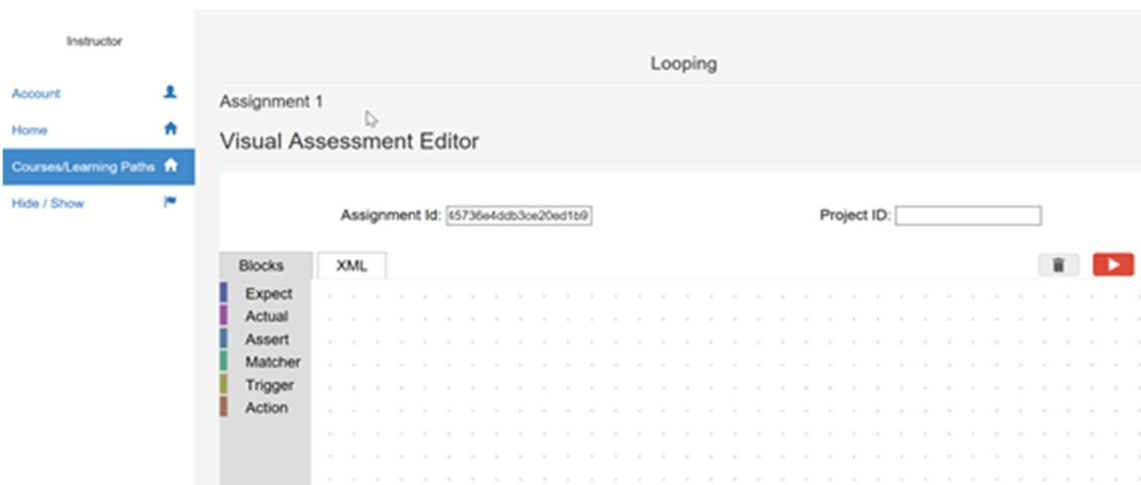 Instructor
Account
Home
Courses/Learning Paths
Hide / Show
Looping
Assignment 1
Visual Assessment Editor
Assignment Id: 45736e4ddb3ce20ed1b9
Project ID:
Blocks
XML
Expect
Actual
Assert
Matcher
Trigger
Action